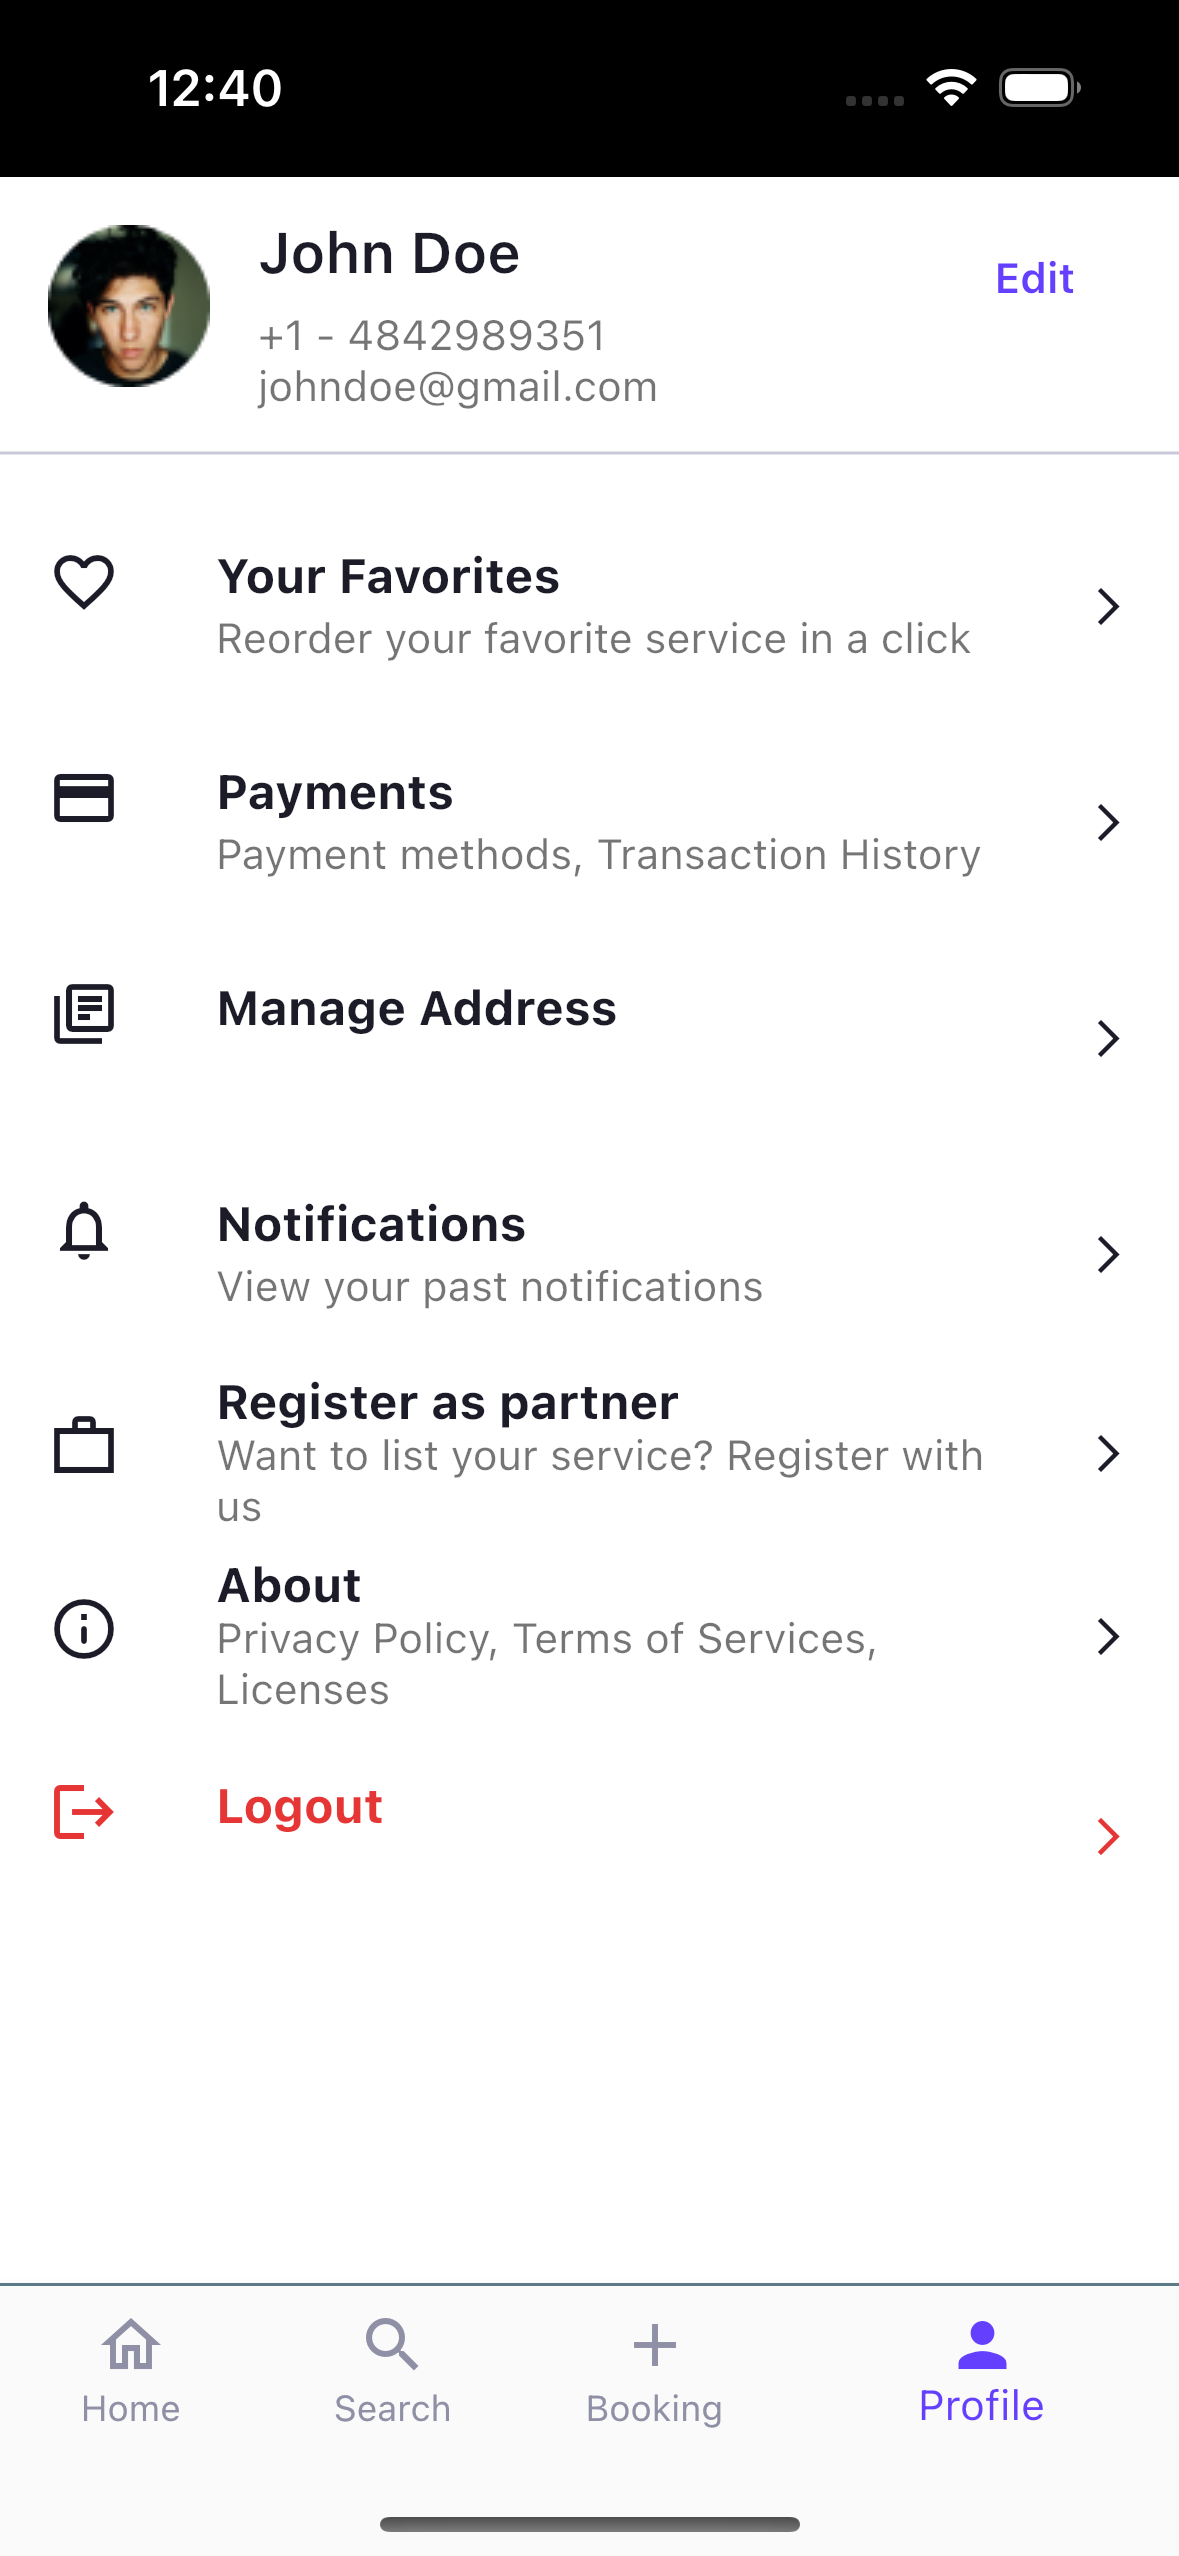 12:40
John Doe
Edit
+1 - 4842989351
johndoe@gmail.com
Your Favorites
Reorder your favorite service in a click
Payments
Payment methods, Transaction History
Manage Address
Notifications
View your past notifications
Register as partner
Want to list your service? Register with
us
About
Privacy Policy, Terms of Services,
Licenses
Logout
Home
Search
Booking
Profile